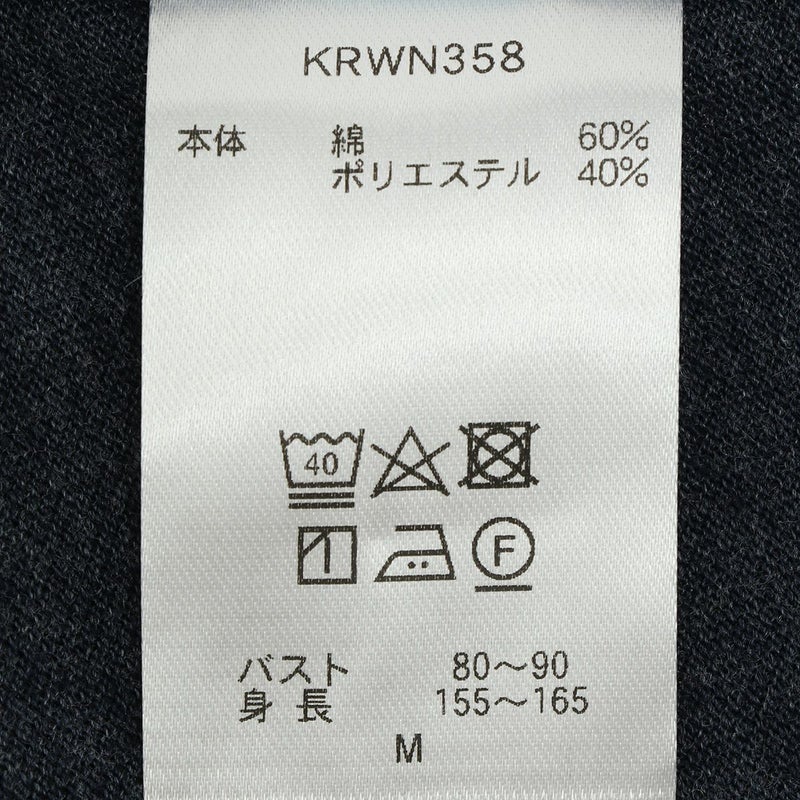 KRWN358
本体 綿 60%
ポリエステル 40%
40
F
バスト 80〜90
身長 155〜165
M